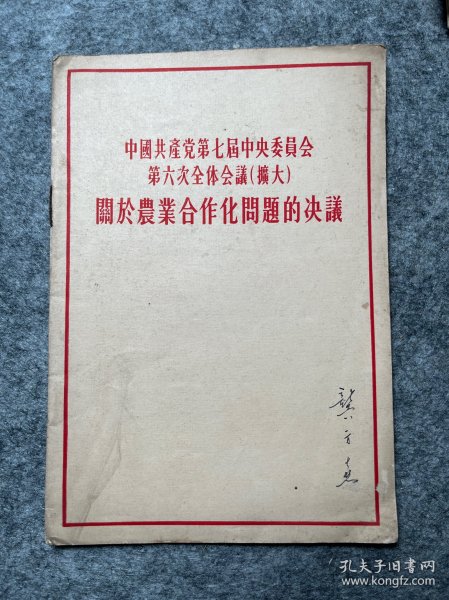 中國共產党第七届中央委員会
第六次全体会議(擴大)
關於農業合作化問題的决議
龔
孔夫子旧书网
www.kongfz.com